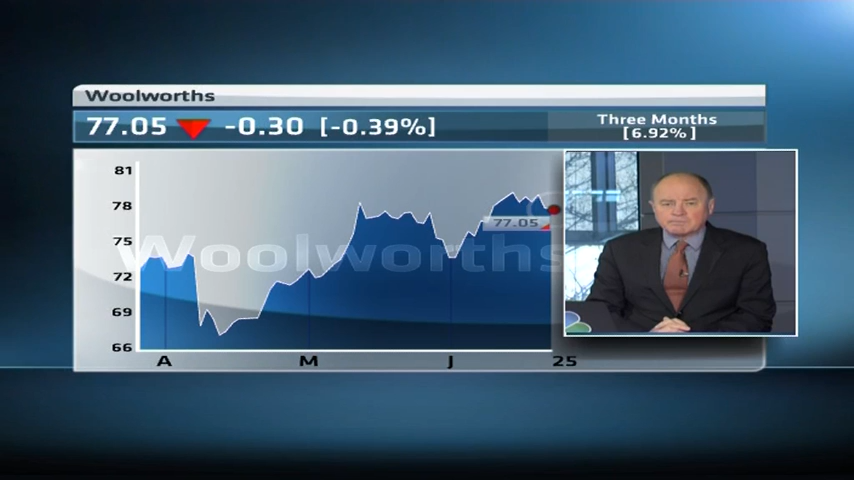 Woolworths
77.05 -0.30 [-0.39%]
Three Months
[6.92%]
81
78
75
72
69
66
Woolworths
77.05
A M J 25